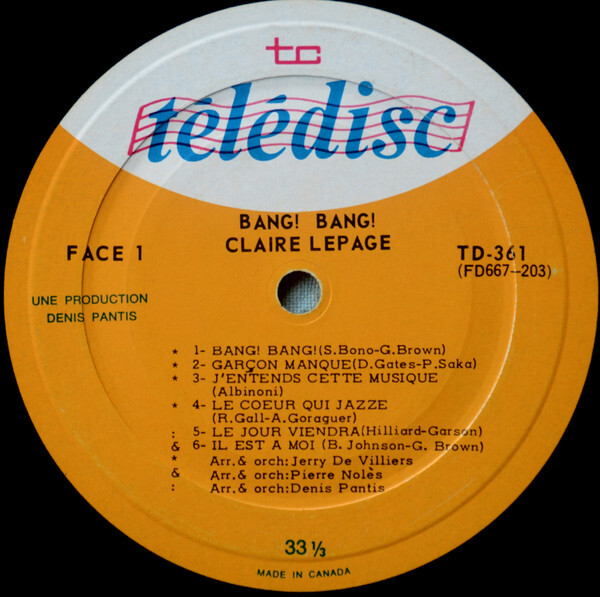 tc
télédisc
BANG! BANG!
CLAIRE LEPAGE
FACE 1
TD-361
(FD667-203)
UNE PRODUCTION
DENIS PANTIS
* 1- BANG! BANG!(S.Bono-G.Brown)
* 2- GARÇON MANQUE(D.Gates-P.Saka)
* 3- J'ENTENDS CETTE MUSIQUE
(Albinoni)
* 4- LE COEUR QUI JAZZE
(R.Gall-A.Goraguer)
: 5- LE JOUR VIENDRA(Hilliard-Garson)
& 6- IL EST A MOI (B. Johnson-G. Brown)
* Arr.& orch:Jerry De Villiers
& Arr.& orch:Pierre Nolès
: Arr.& orch:Denis Pantis
33 ⅓
MADE IN CANADA